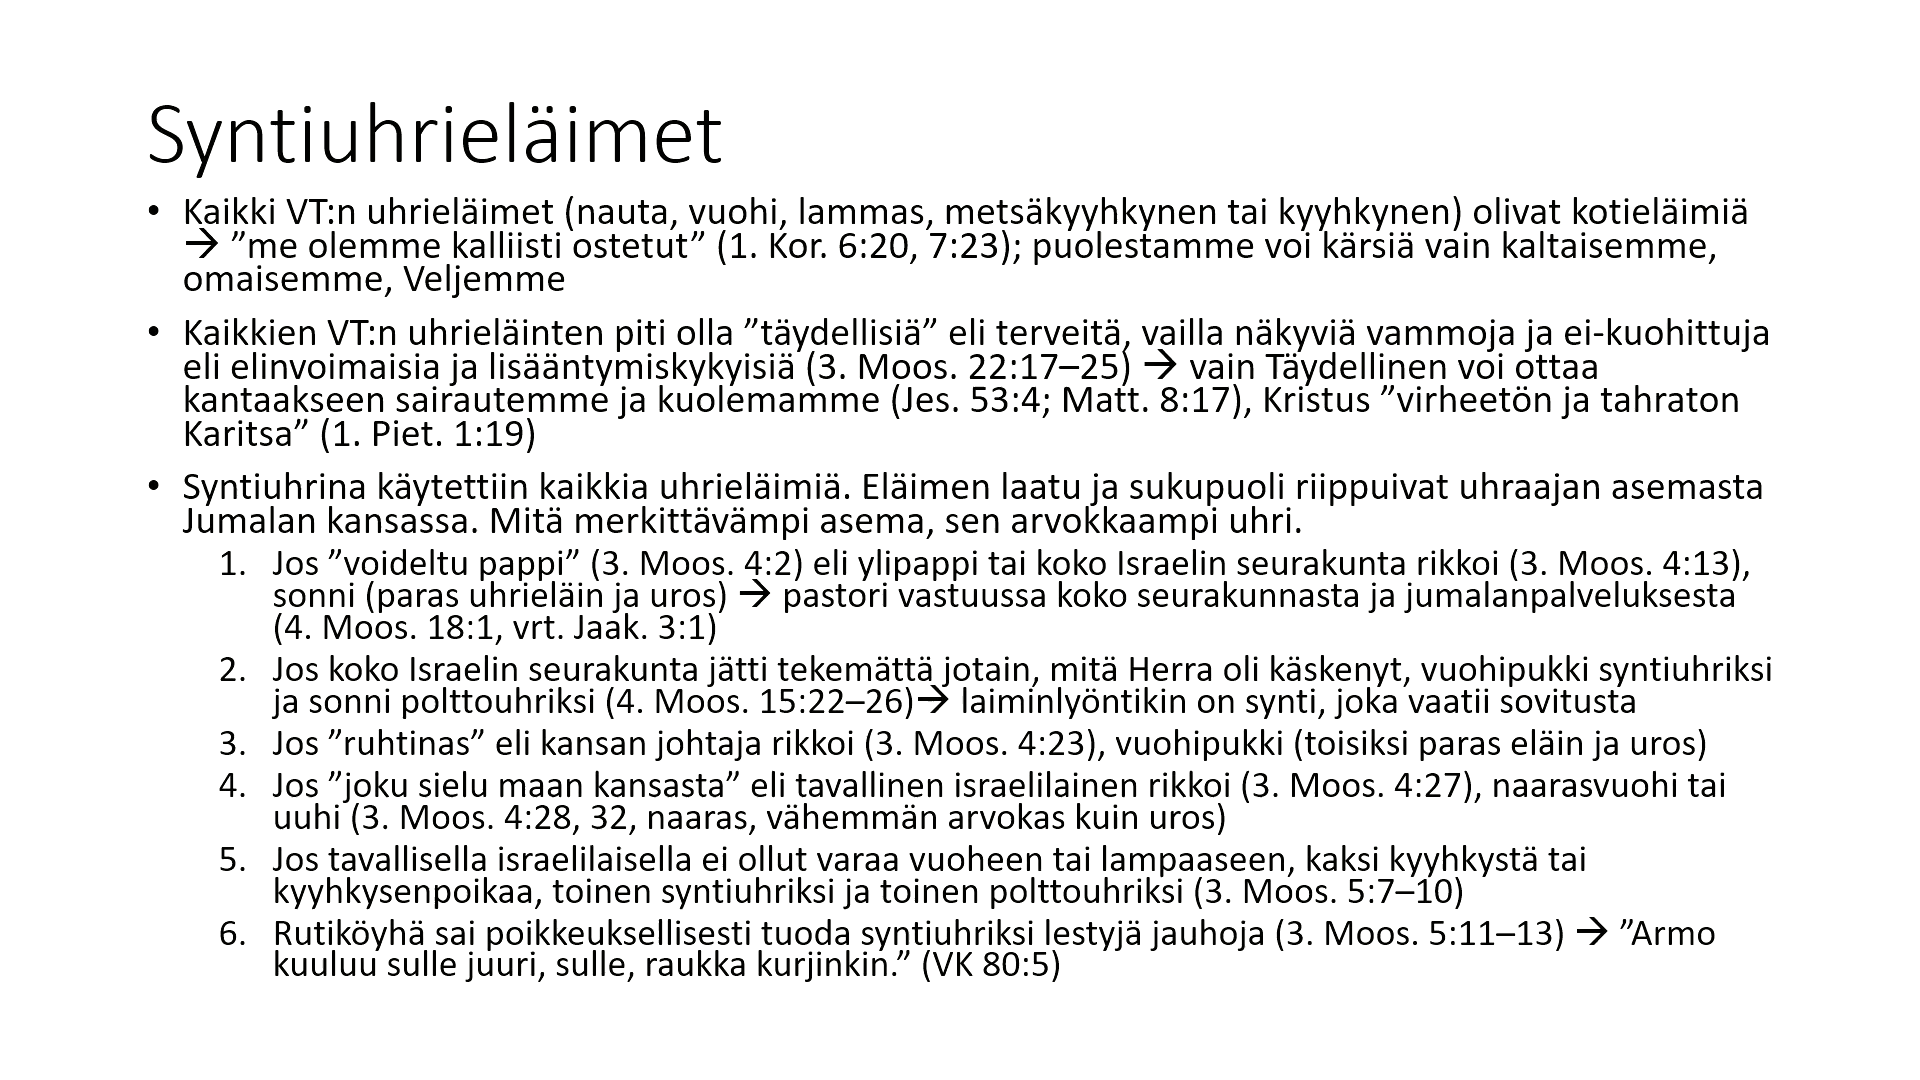 Syntiuhrieläimet
• Kaikki VT:n uhrieläimet (nauta, vuohi, lammas, metsäkyyhkynen tai kyyhkynen) olivat kotieläimiä
→ ”me olemme kalliisti ostetut” (1. Kor. 6:20, 7:23); puolestamme voi kärsiä vain kaltaisemme,
omaisemme, Veljemme
• Kaikkien VT:n uhrieläinten piti olla ”täydellisiä” eli terveitä, vailla näkyviä vammoja ja ei-kuohittuja
eli elinvoimaisia ja lisääntymiskykyisiä (3. Moos. 22:17–25) → vain Täydellinen voi ottaa
kantaakseen sairautemme ja kuolemamme (Jes. 53:4; Matt. 8:17), Kristus ”virheetön ja tahraton
Karitsa” (1. Piet. 1:19)
• Syntiuhrina käytettiin kaikkia uhrieläimiä. Eläimen laatu ja sukupuoli riippuivat uhraajan asemasta
Jumalan kansassa. Mitä merkittävämpi asema, sen arvokkaampi uhri.
1. Jos ”voideltu pappi” (3. Moos. 4:2) eli ylipappi tai koko Israelin seurakunta rikkoi (3. Moos. 4:13),
sonni (paras uhrieläin ja uros) → pastori vastuussa koko seurakunnasta ja jumalanpalveluksesta
(4. Moos. 18:1, vrt. Jaak. 3:1)
2. Jos koko Israelin seurakunta jätti tekemättä jotain, mitä Herra oli käskenyt, vuohipukki syntiuhriksi
ja sonni polttouhriksi (4. Moos. 15:22–26)→ laiminlyöntikin on synti, joka vaatii sovitusta
3. Jos ”ruhtinas” eli kansan johtaja rikkoi (3. Moos. 4:23), vuohipukki (toisiksi paras eläin ja uros)
4. Jos ”joku sielu maan kansasta” eli tavallinen israelilainen rikkoi (3. Moos. 4:27), naarasvuohi tai
uuhi (3. Moos. 4:28, 32, naaras, vähemmän arvokas kuin uros)
5. Jos tavallisella israelilaisella ei ollut varaa vuoheen tai lampaaseen, kaksi kyyhkystä tai
kyyhkysenpoikaa, toinen syntiuhriksi ja toinen polttouhriksi (3. Moos. 5:7–10)
6. Rutiköyhä sai poikkeuksellisesti tuoda syntiuhriksi lestyjä jauhoja (3. Moos. 5:11–13) → ”Armo
kuuluu sulle juuri, sulle, raukka kurjinkin.” (VK 80:5)